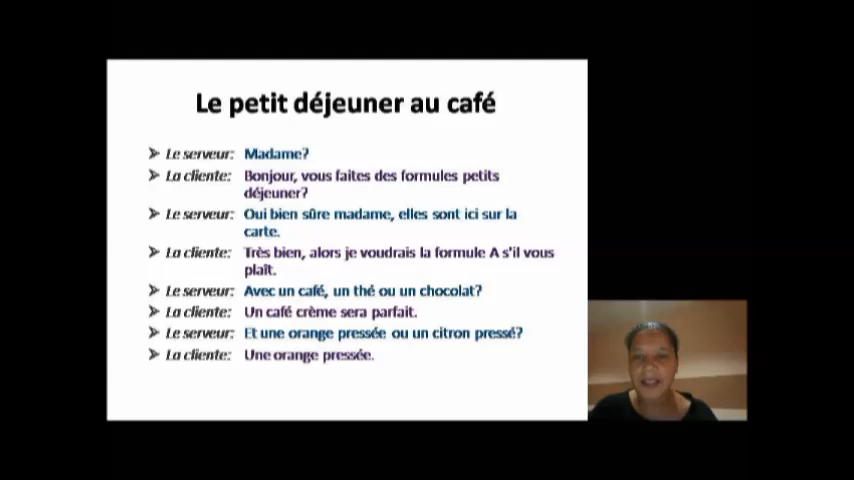 Le petit déjeuner au café
➢ Le serveur: Madame?
➢ La cliente: Bonjour, vous faites des formules petits
déjeuner?
➢ Le serveur: Oui bien sûre madame, elles sont ici sur la
carte.
➢ La cliente: Très bien, alors je voudrais la formule A s'il vous
plaît.
➢ Le serveur: Avec un café, un thé ou un chocolat?
➢ La cliente: Un café crème sera parfait.
➢ Le serveur: Et une orange pressée ou un citron pressé?
➢ La cliente: Une orange pressée.